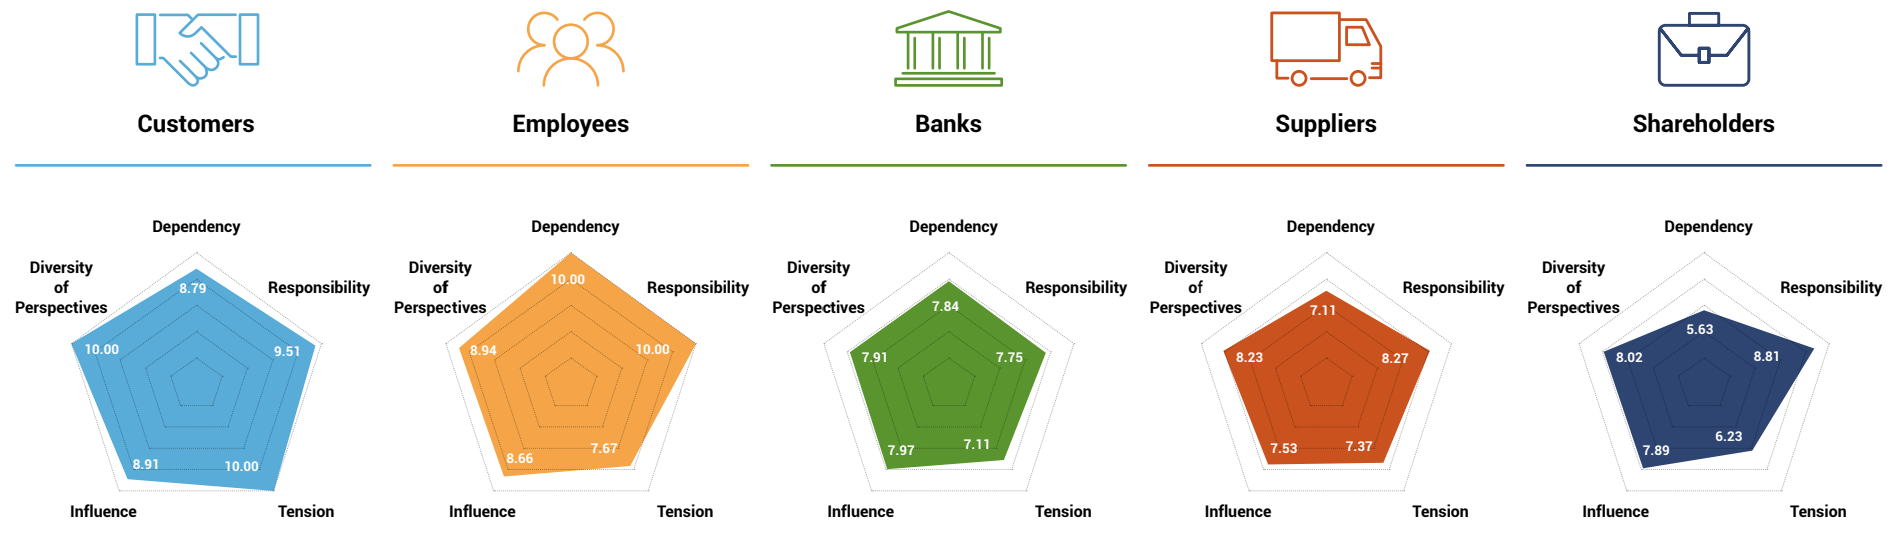 Customers
Employees
Banks
Suppliers
Shareholders
Dependency
Diversity
of
Perspectives
Responsibility
8.79
10.00
9.51
8.91
10.00
Influence
Tension
Dependency
Diversity
of
Perspectives
Responsibility
10.00
8.94
10.00
8.66
7.67
Influence
Tension
Dependency
Diversity
of
Perspectives
Responsibility
7.84
7.91
7.75
7.97
7.11
Influence
Tension
Dependency
Diversity
of
Perspectives
Responsibility
7.11
8.23
8.27
7.53
7.37
Influence
Tension
Dependency
Diversity
of
Perspectives
Responsibility
5.63
8.02
8.81
7.89
6.23
Influence
Tension